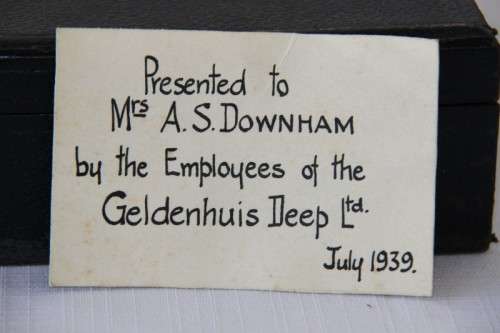 Presented to
Mrs A. S. DOWNHAM
by the Employees of the
Geldenhuis Deep Ltd.
July 1939.